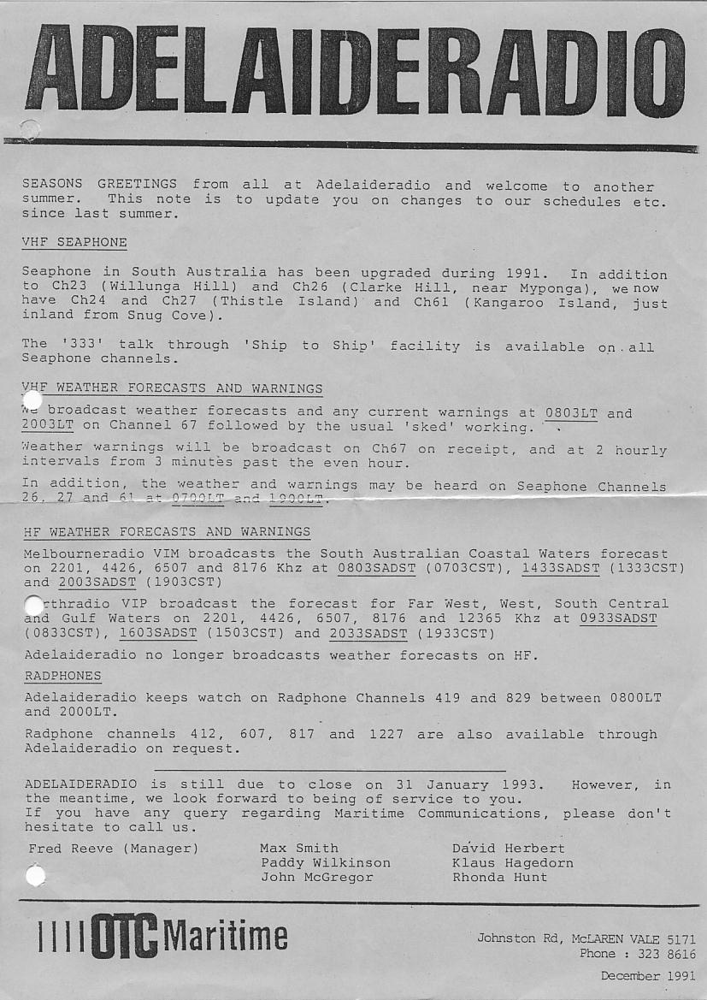 ADELAIDERADIO
SEASONS GREETINGS from all at Adelaideradio and welcome to another
summer. This note is to update you on changes to our schedules etc.
since last summer.
VHF SEAPHONE
Seaphone in South Australia has been upgraded during 1991. In addition
to Ch23 (Willunga Hill) and Ch26 (Clarke Hill, near Myponga), we now
have Ch24 and Ch27 (Thistle Island) and Ch61 (Kangaroo Island, just
inland from Snug Cove).
The '333' talk through 'Ship to Ship' facility is available on all
Seaphone channels.
VHF WEATHER FORECASTS AND WARNINGS
We broadcast weather forecasts and any current warnings at 0803LT and
2003LT on Channel 67 followed by the usual 'sked' working.
Weather warnings will be broadcast on Ch67 on receipt, and at 2 hourly
intervals from 3 minutes past the even hour.
In addition, the weather and warnings may be heard on Seaphone Channels
26, 27 and 61 at 0700LT and 1900LT.
HF WEATHER FORECASTS AND WARNINGS
Melbourneradio VIM broadcasts the South Australian Coastal Waters forecast
on 2201, 4426, 6507 and 8176 Khz at 0803SADST (0703CST), 1433SADST (1333CST)
and 2003SADST (1903CST)
rthradio VIP broadcast the forecast for Far West, West, South Central
and Gulf Waters on 2201, 4426, 6507, 8176 and 12365 Khz at 0933SADST
(0833CST), 1603SADST (1503CST) and 2033SADST (1933CST)
Adelaideradio no longer broadcasts weather forecasts on HF.
RADPHONES
Adelaideradio keeps watch on Radphone Channels 419 and 829 between 0800LT
and 2000LT.
Radphone channels 412, 607, 817 and 1227 are also available through
Adelaideradio on request.
ADELAIDERADIO is still due to close on 31 January 1993. However, in
the meantime, we look forward to being of service to you.
If you have any query regarding Maritime Communications, please don't
hesitate to call us.
Fred Reeve (Manager) Max Smith David Herbert
Paddy Wilkinson Klaus Hagedorn
John McGregor Rhonda Hunt
OTC Maritime
Johnston Rd, McLAREN VALE 5171
Phone : 323 8616
December 1991